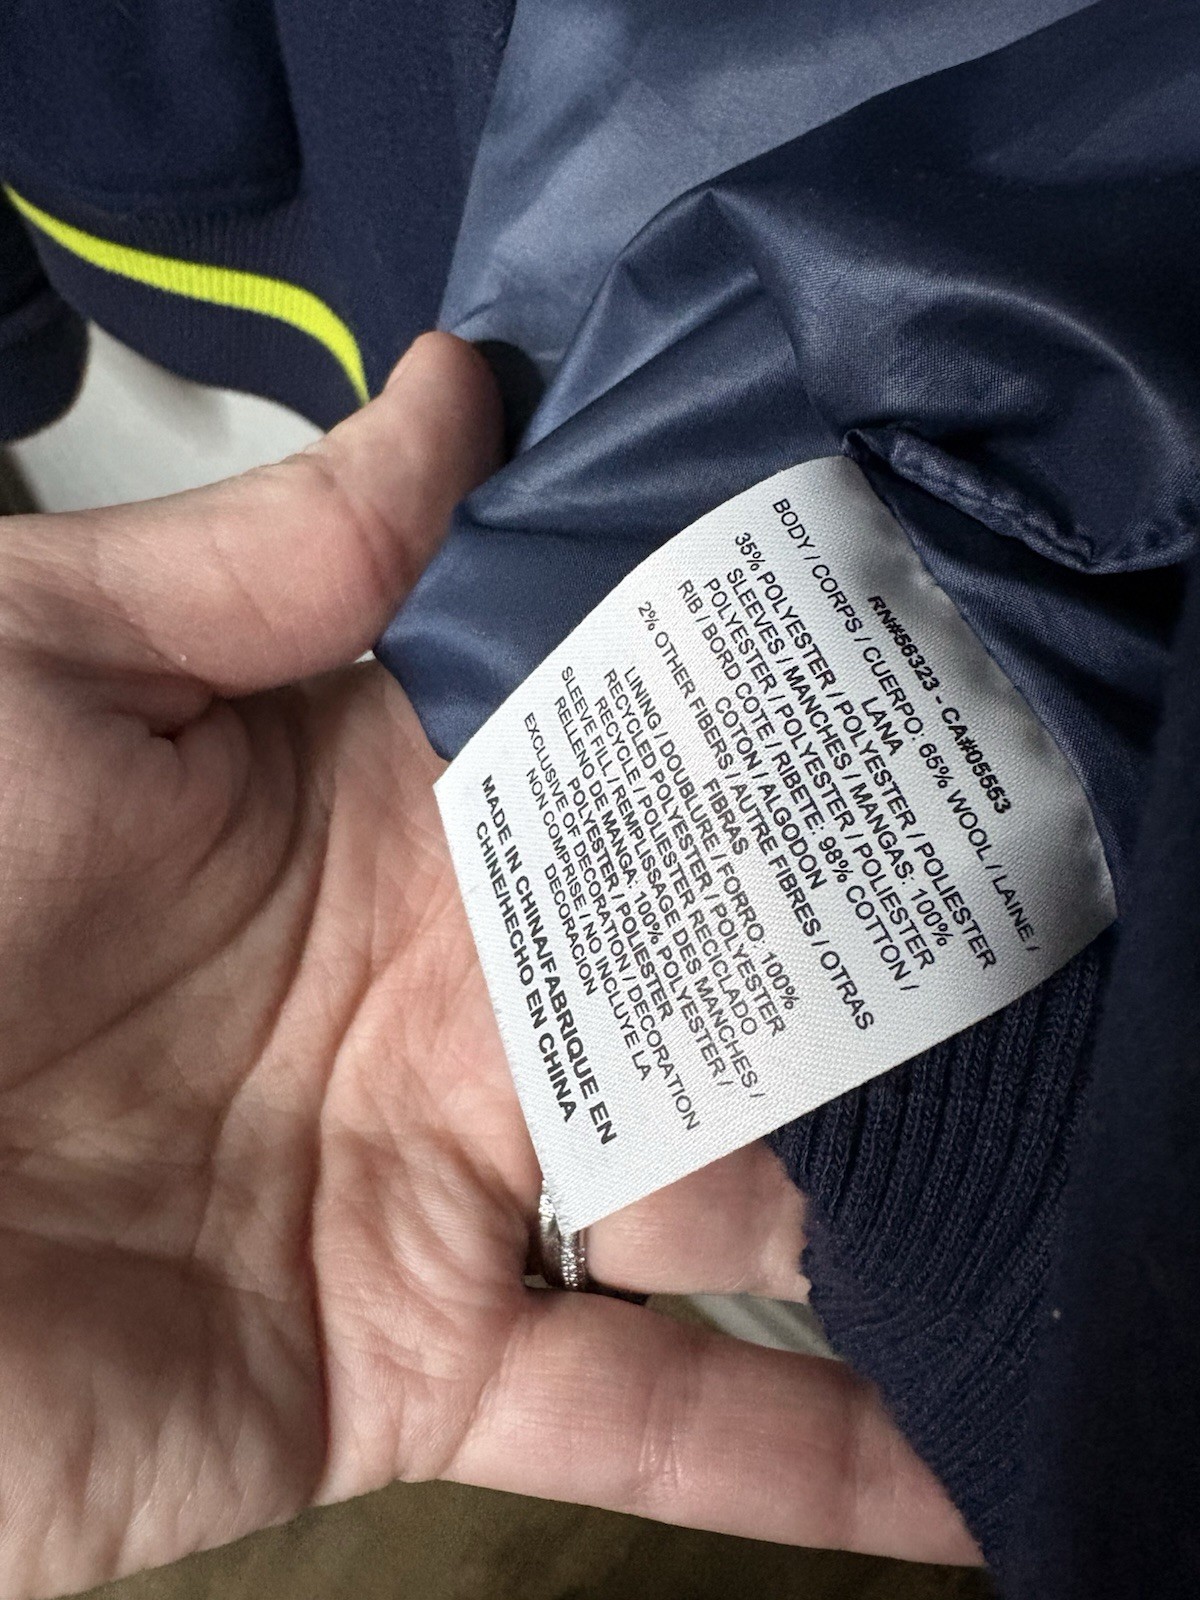 RN#56323 - CA#05553
BODY / CORPS / CUERPO: 65% WOOL / LAINE /
LANA
35% POLYESTER / POLYESTER / POLIESTER
SLEEVES / MANCHES / MANGAS: 100%
POLYESTER / POLYESTER / POLIESTER
RIB / BORD COTE / RIBETE: 98% COTTON /
COTON / ALGODON
2% OTHER FIBERS / AUTRE FIBRES / OTRAS
FIBRAS
LINING / DOUBLURE / FORRO: 100%
RECYCLED POLYESTER / POLYESTER
RECYCLE / POLIESTER RECICLADO
SLEEVE FILL / REMPLISSAGE DES MANCHES /
RELLENO DE MANGA: 100% POLYESTER /
POLYESTER / POLIESTER
EXCLUSIVE OF DECORATION / DECORATION
NON COMPRISE / NO INCLUYE LA
DECORACION
MADE IN CHINA/FABRIQUE EN
CHINE/HECHO EN CHINA